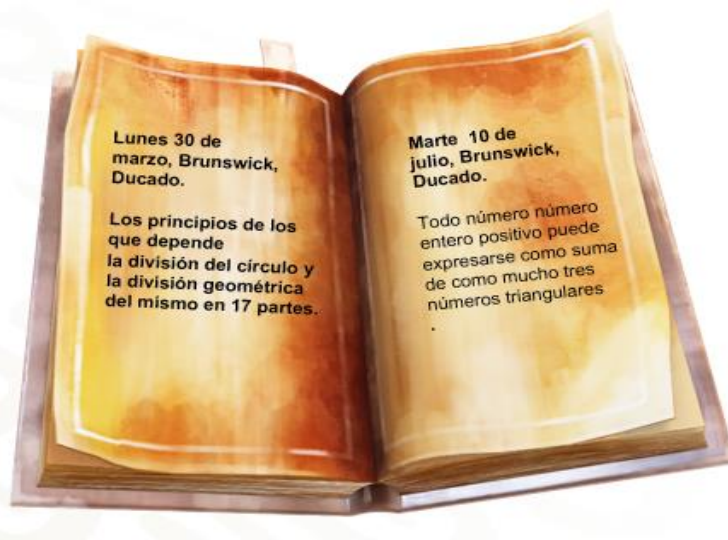 Lunes 30 de
marzo, Brunswick,
Ducado.
Los principios de los
que depende
la división del círculo y
la división geométrica
del mismo en 17 partes.
Marte 10 de
julio, Brunswick,
Ducado.
Todo número número
entero positivo puede
expresarse como suma
de como mucho tres
números triangulares
.